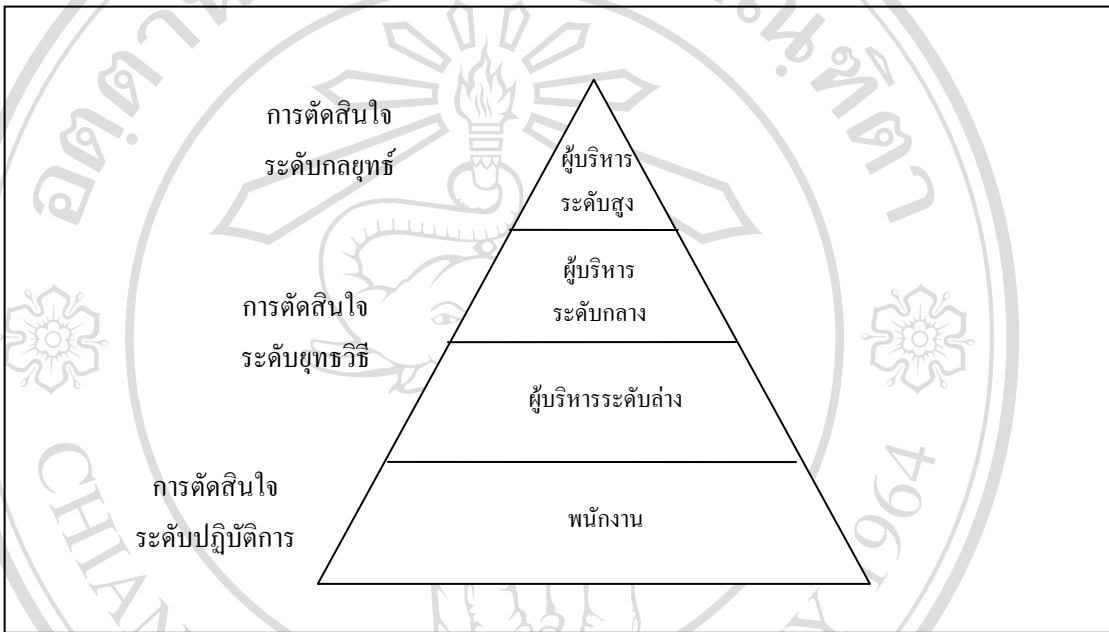 การตัดสินใจ
ระดับกลยุทธ์
ผู้บริหาร
ระดับสูง
ผู้บริหาร
ระดับกลาง
การตัดสินใจ
ระดับยุทธวิธี
ผู้บริหารระดับล่าง
การตัดสินใจ
ระดับปฏิบัติการ
พนักงาน
1964